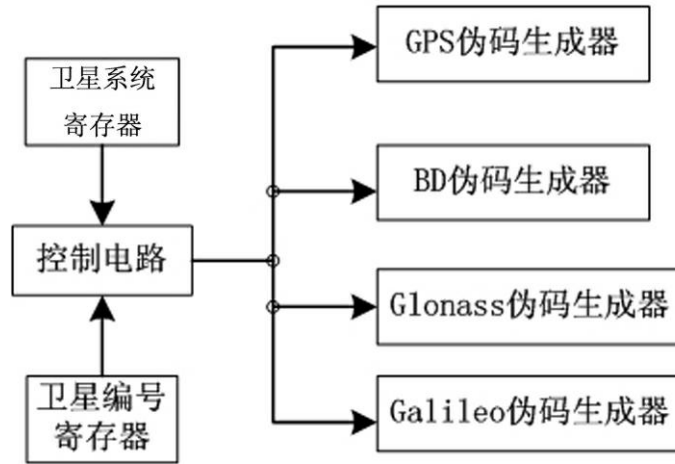 卫星系统
寄存器
控制电路
卫星编号
寄存器
GPS伪码生成器
BD伪码生成器
Glonass伪码生成器
Galileo伪码生成器